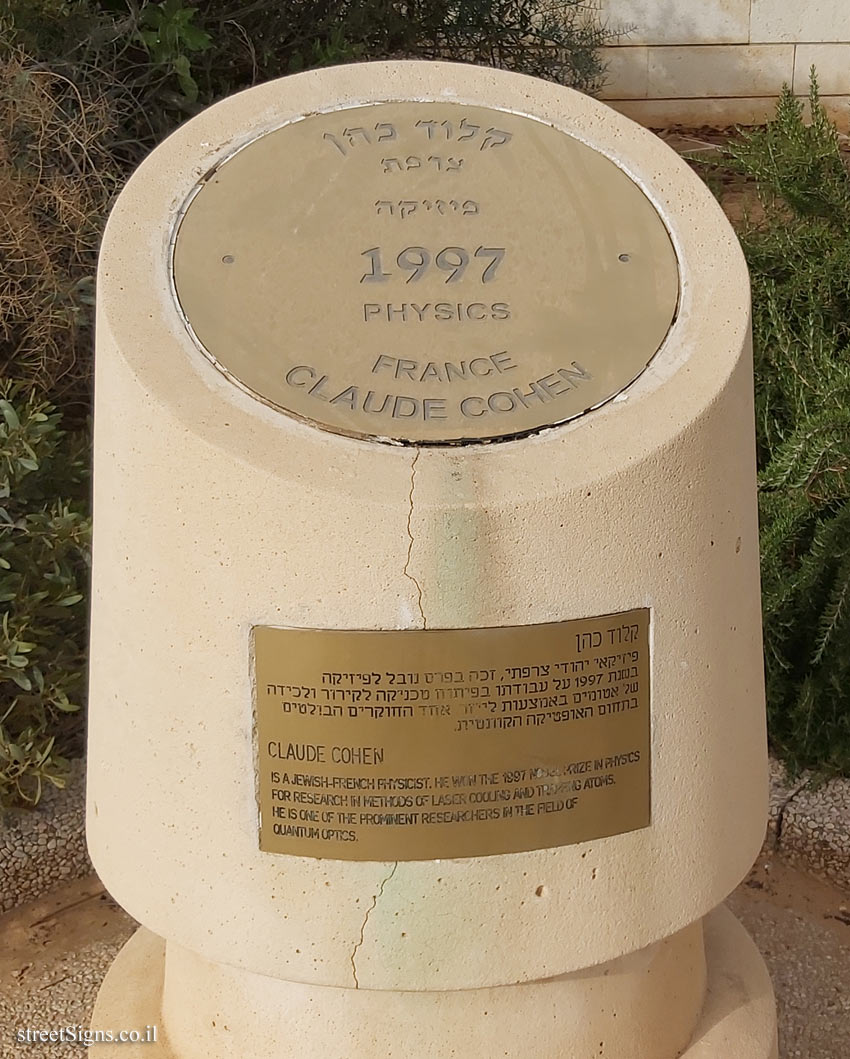 קלוד כהן
צרפת
פיזיקה
1997
PHYSICS
FRANCE
CLAUDE COHEN
קלוד כהן
פיזיקאי יהודי צרפתי, זכה בפרס נובל לפיזיקה
בשנת 1997 על עבודתו בפיתוח טכניקה לקירור ולכידה
של אטומים באמצעות לייזר. אחד החוקרים הבולטים
בתחום האופטיקה הקוונטית.
CLAUDE COHEN
IS A JEWISH-FRENCH PHYSICIST. HE WON THE 1997 NOBEL PRIZE IN PHYSICS
FOR RESEARCH IN METHODS OF LASER COOLING AND TRAPPING ATOMS.
HE IS ONE OF THE PROMINENT RESEARCHERS IN THE FIELD OF
QUANTUM OPTICS.
streetSigns.co.il